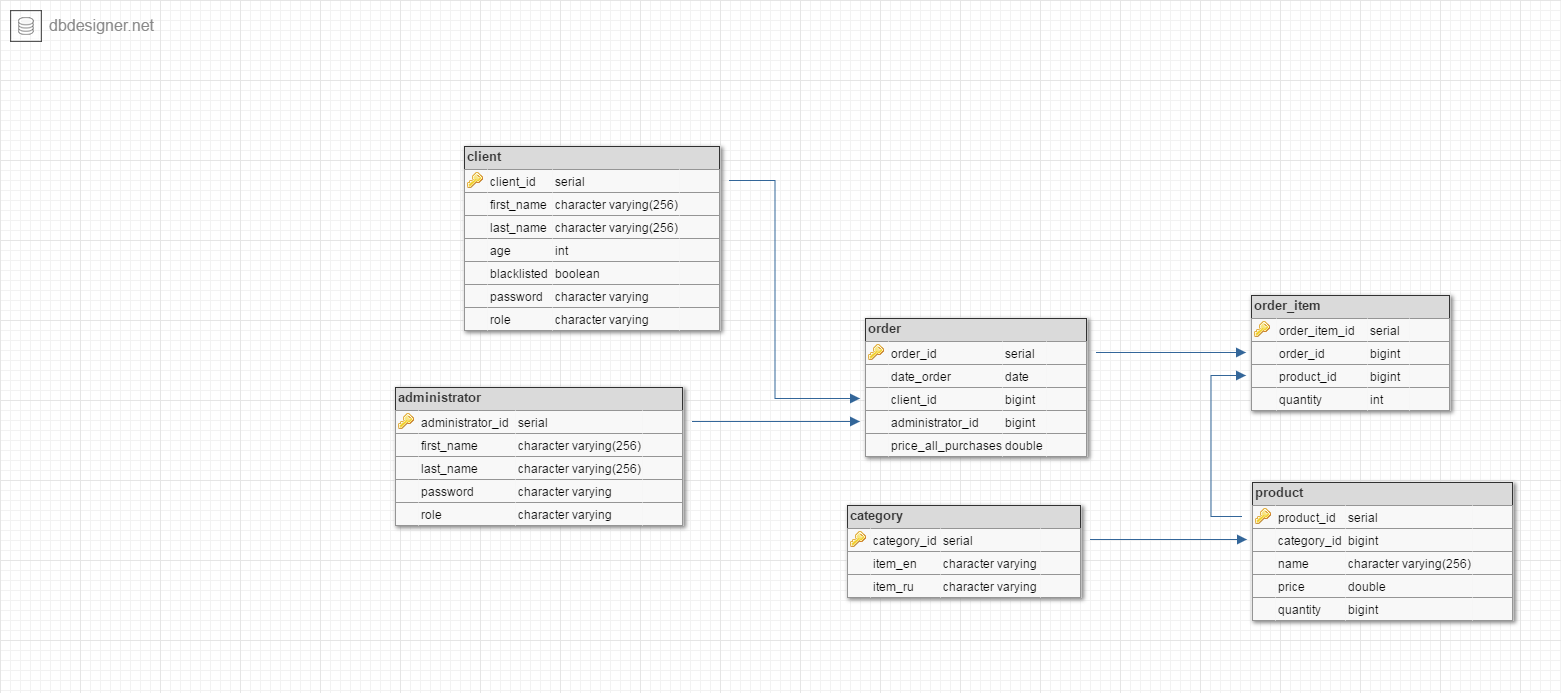 dbdesigner.net
client
client_id serial
first_name character varying(256)
last_name character varying(256)
age int
blacklisted boolean
password character varying
role character varying
administrator
administrator_id serial
first_name character varying(256)
last_name character varying(256)
password character varying
role character varying
order
order_id serial
date_order date
client_id bigint
administrator_id bigint
price_all_purchases double
category
category_id serial
item_en character varying
item_ru character varying
order_item
order_item_id serial
order_id bigint
product_id bigint
quantity int
product
product_id serial
category_id bigint
name character varying(256)
price double
quantity bigint